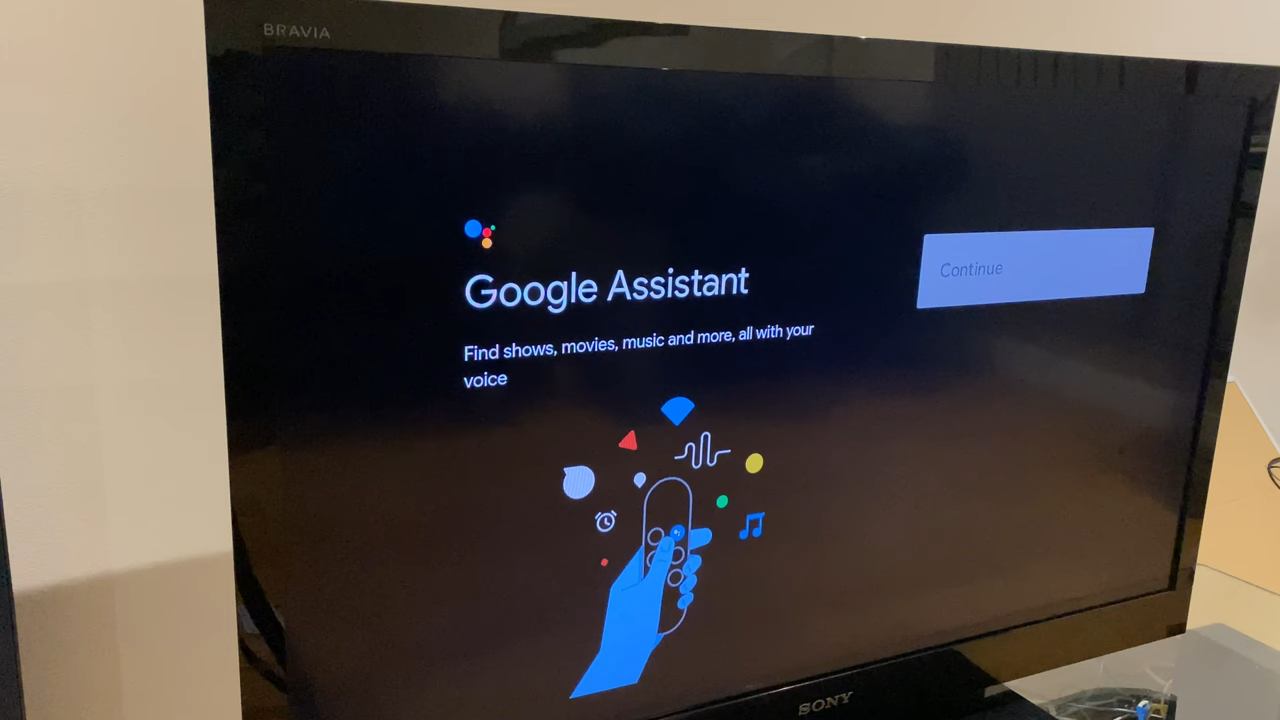 BRAVIA
Google Assistant
Find shows, movies, music and more, all with your
voice
Continue
SONY